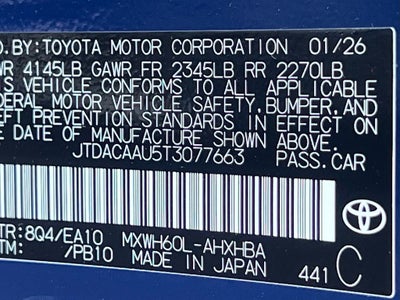 D.BY: TOYOTA MOTOR CORPORATION 01/26
WR 4145LB GAWR FR 2345LB RR 2270LB
S VEHICLE CONFORMS TO ALL APPLICABLE
DERAL MOTOR VEHICLE SAFETY, BUMPER, AND
EFT PREVENTION STANDARDS IN EFFECT ON
E DATE OF MANUFACTURE SHOWN ABOVE.
JTDACAAU5T3077663 PASS.CAR
TR: 8Q4/EA10 MXWH60L-AHXHBA
TM: /PB10 MADE IN JAPAN 441 C
TOYOTA